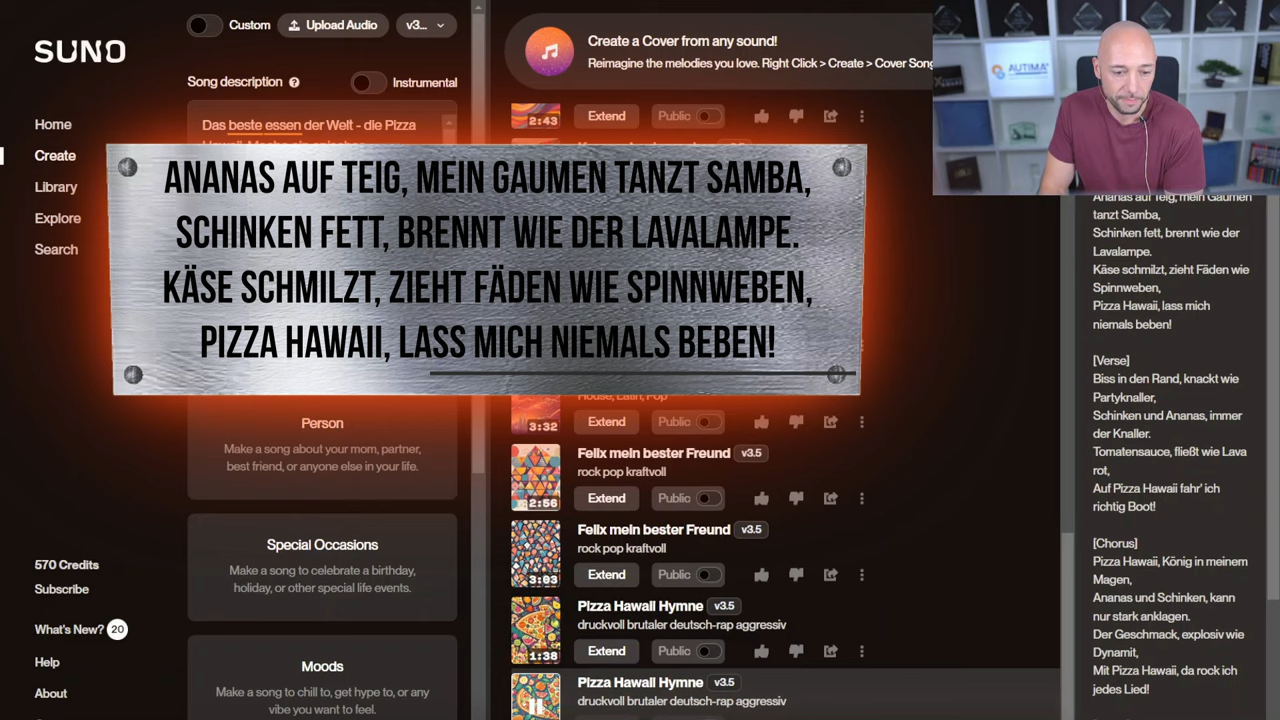 SUNO
Home
Create
Library
Explore
Search
570 Credits
Subscribe
What's New? 20
Help
About
Custom
Upload Audio
v3...
Song description
Instrumental
Das beste essen der Welt - die Pizza
ANANAS AUF TEIG, MEIN GAUMEN TANZT SAMBA,
SCHINKEN FETT, BRENNT WIE DER LAVALAMPE.
KÄSE SCHMILZT, ZIEHT FÄDEN WIE SPINNWEBEN,
PIZZA HAWAII, LASS MICH NIEMALS BEBEN!
Person
Make a song about your mom, partner,
best friend, or anyone else in your life.
Special Occasions
Make a song to celebrate a birthday,
holiday, or other special life events.
Moods
Make a song to chill to, get hype to, or any
vibe you want to feel.
Create a Cover from any sound!
Reimagine the melodies you love. Right Click > Create > Cover Song
2:43
Extend
Public
House, Latin, Pop
3:32
Extend
Public
Felix mein bester Freund v3.5
rock pop kraftvoll
2:56
Extend
Public
Felix mein bester Freund v3.5
rock pop kraftvoll
3:03
Extend
Public
Pizza Hawaii Hymne v3.5
druckvoll brutaler deutsch-rap aggressiv
1:38
Extend
Public
Pizza Hawaii Hymne v3.5
druckvoll brutaler deutsch-rap aggressiv
AUTIMA
Ananas auf Teig, mein Gaumen
tanzt Samba,
Schinken fett, brennt wie der
Lavalampe.
Käse schmilzt, zieht Fäden wie
Spinnweben,
Pizza Hawaii, lass mich
niemals beben!
[Verse]
Biss in den Rand, knackt wie
Partyknaller,
Schinken und Ananas, immer
der Knaller.
Tomatensauce, fließt wie Lava
rot,
Auf Pizza Hawaii fahr' ich
richtig Boot!
[Chorus]
Pizza Hawaii, König in meinem
Magen,
Ananas und Schinken, kann
nur stark anklagen.
Der Geschmack, explosiv wie
Dynamit,
Mit Pizza Hawaii, da rock ich
jedes Lied!